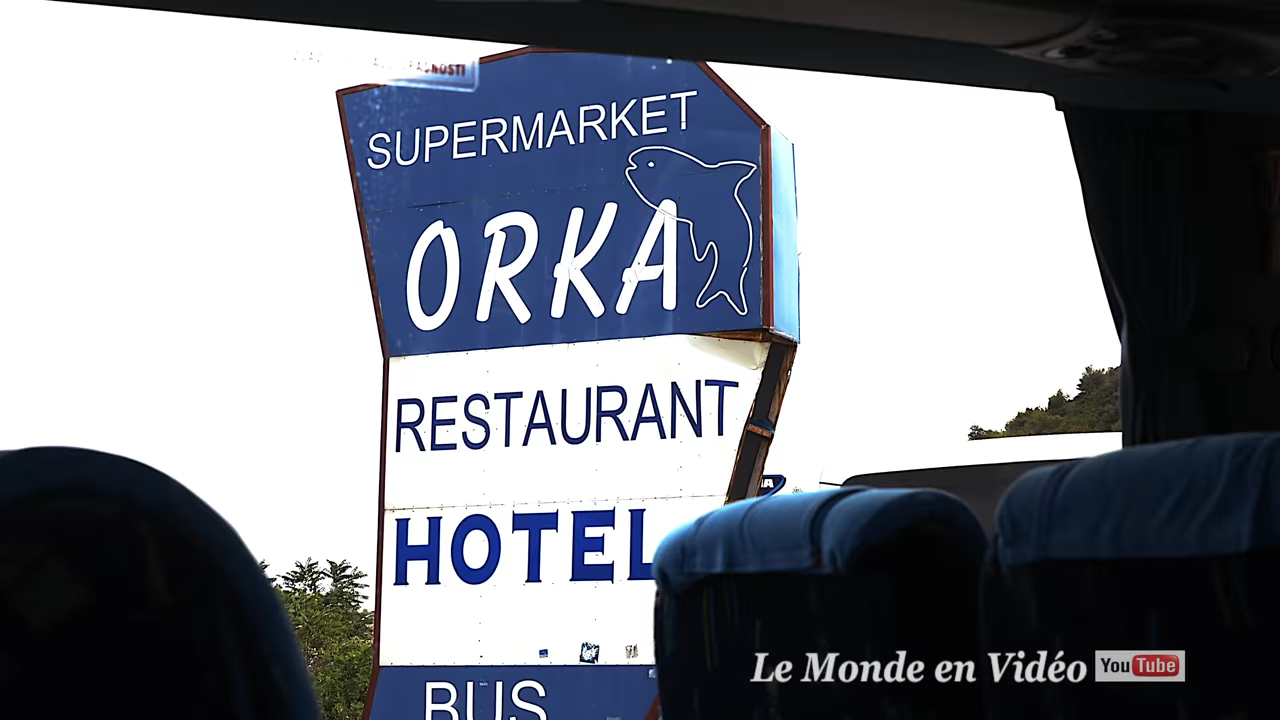 SUPERMARKET
ORKA
RESTAURANT
HOTEL
BUS
Le Monde en Vidéo YouTube